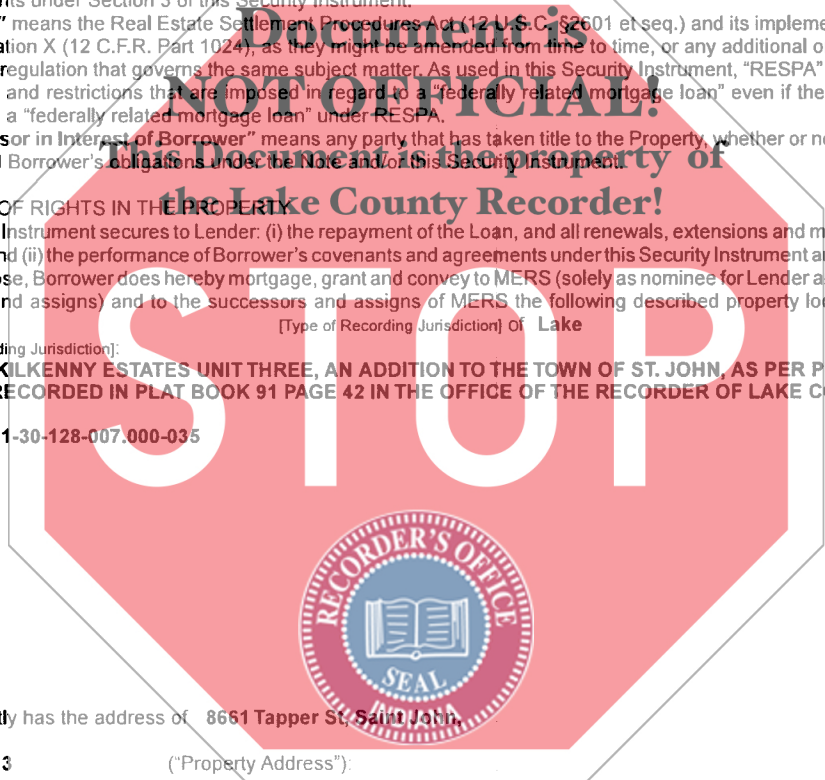 nts under Section 3 of this Security Instrument.
" means the Real Estate Settlement Procedures Act (12 U.S.C. §2601 et seq.) and its impleme
Document is
ation X (12 C.F.R. Part 1024), as they might be amended from time to time, or any additional o
regulation that governs the same subject matter. As used in this Security Instrument, “RESPA”
NOT OFFICIAL!
and restrictions that are imposed in regard to a “federally related mortgage loan” even if the
a “federally related mortgage loan” under RESPA.
sor in Interest of Borrower” means any party that has taken title to the Property, whether or no
This Document is the property of
Borrower’s obligations under the Note and/or this Security Instrument.
the Lake County Recorder!
OF RIGHTS IN THE PROPERTY
Instrument secures to Lender: (i) the repayment of the Loan, and all renewals, extensions and m
nd (ii) the performance of Borrower’s covenants and agreements under this Security Instrument a
ose, Borrower does hereby mortgage, grant and convey to MERS (solely as nominee for Lender a
nd assigns) and to the successors and assigns of MERS the following described property loc
[Type of Recording Jurisdiction] of Lake
ding Jurisdiction]:
KILKENNY ESTATES UNIT THREE, AN ADDITION TO THE TOWN OF ST. JOHN, AS PER P
RECORDED IN PLAT BOOK 91 PAGE 42 IN THE OFFICE OF THE RECORDER OF LAKE C
STOP
1-30-128-007.000-035
RECORDER'S OFFICE
SEAL
INDIANA
tly has the address of 8661 Tapper St, Saint John,
3 (“Property Address”):